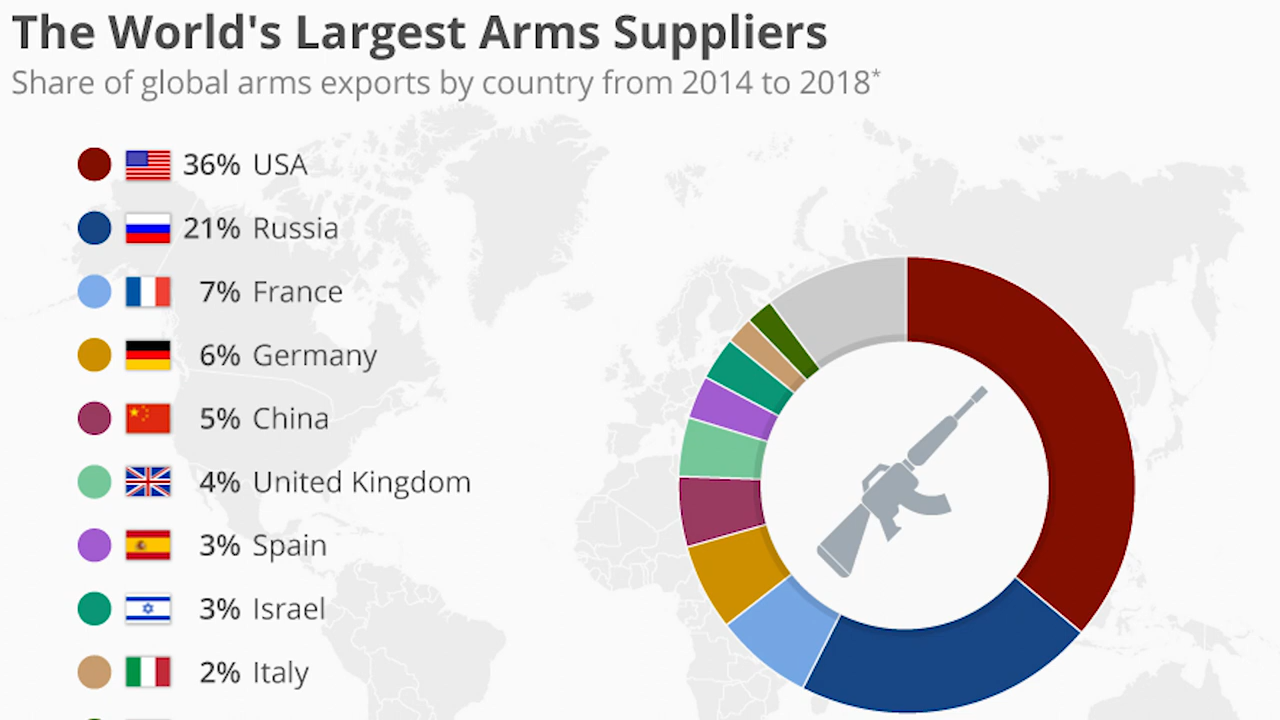 The World's Largest Arms Suppliers
Share of global arms exports by country from 2014 to 2018*
36% USA
21% Russia
7% France
6% Germany
5% China
4% United Kingdom
3% Spain
3% Israel
2% Italy